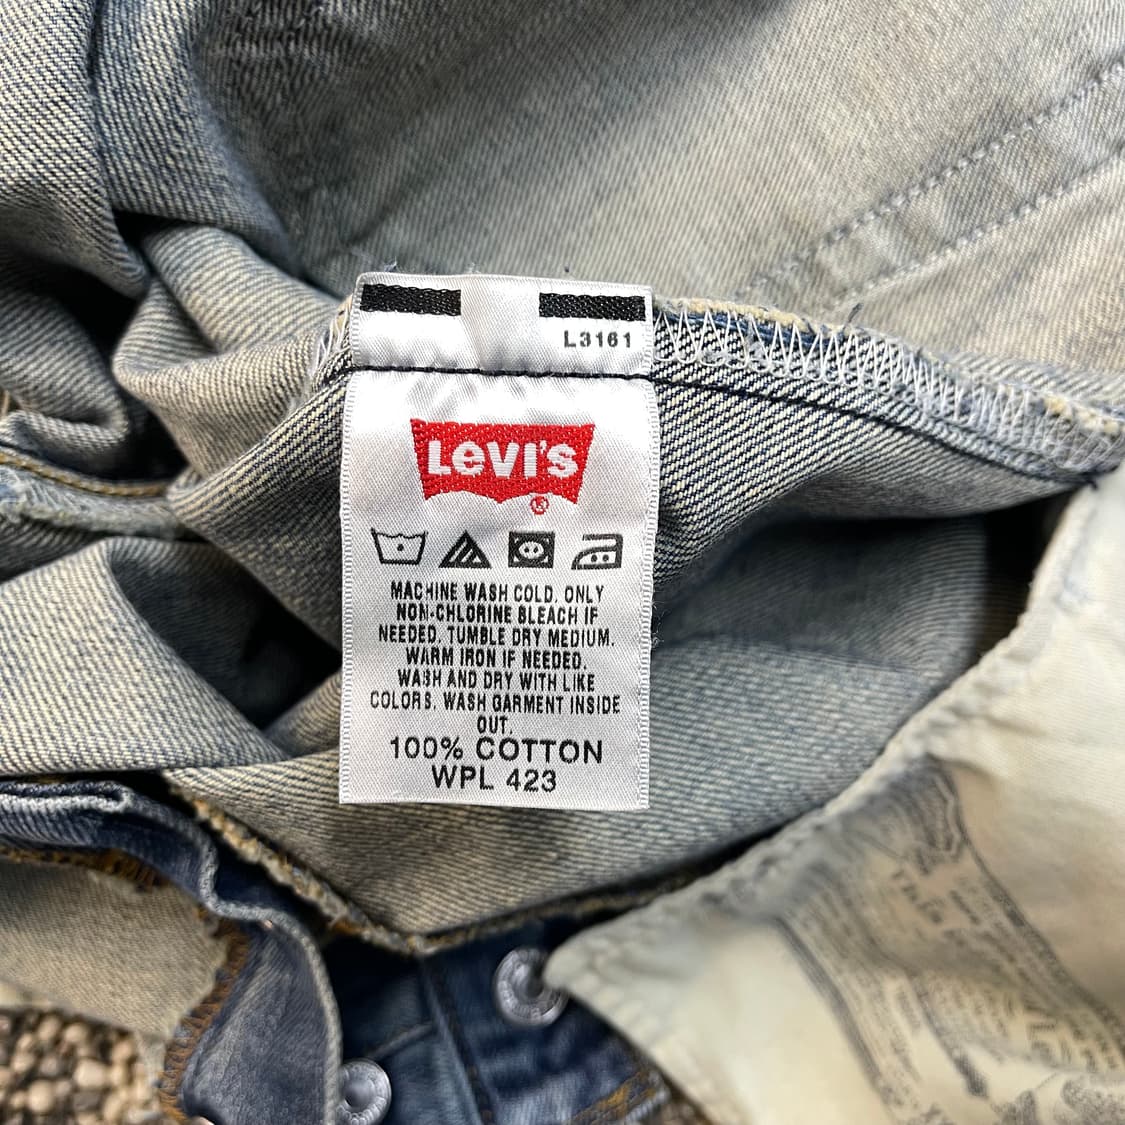 L3161
Levi's
®
MACHINE WASH COLD. ONLY
NON-CHLORINE BLEACH IF
NEEDED. TUMBLE DRY MEDIUM.
WARM IRON IF NEEDED.
WASH AND DRY WITH LIKE
COLORS. WASH GARMENT INSIDE
OUT.
100% COTTON
WPL 423